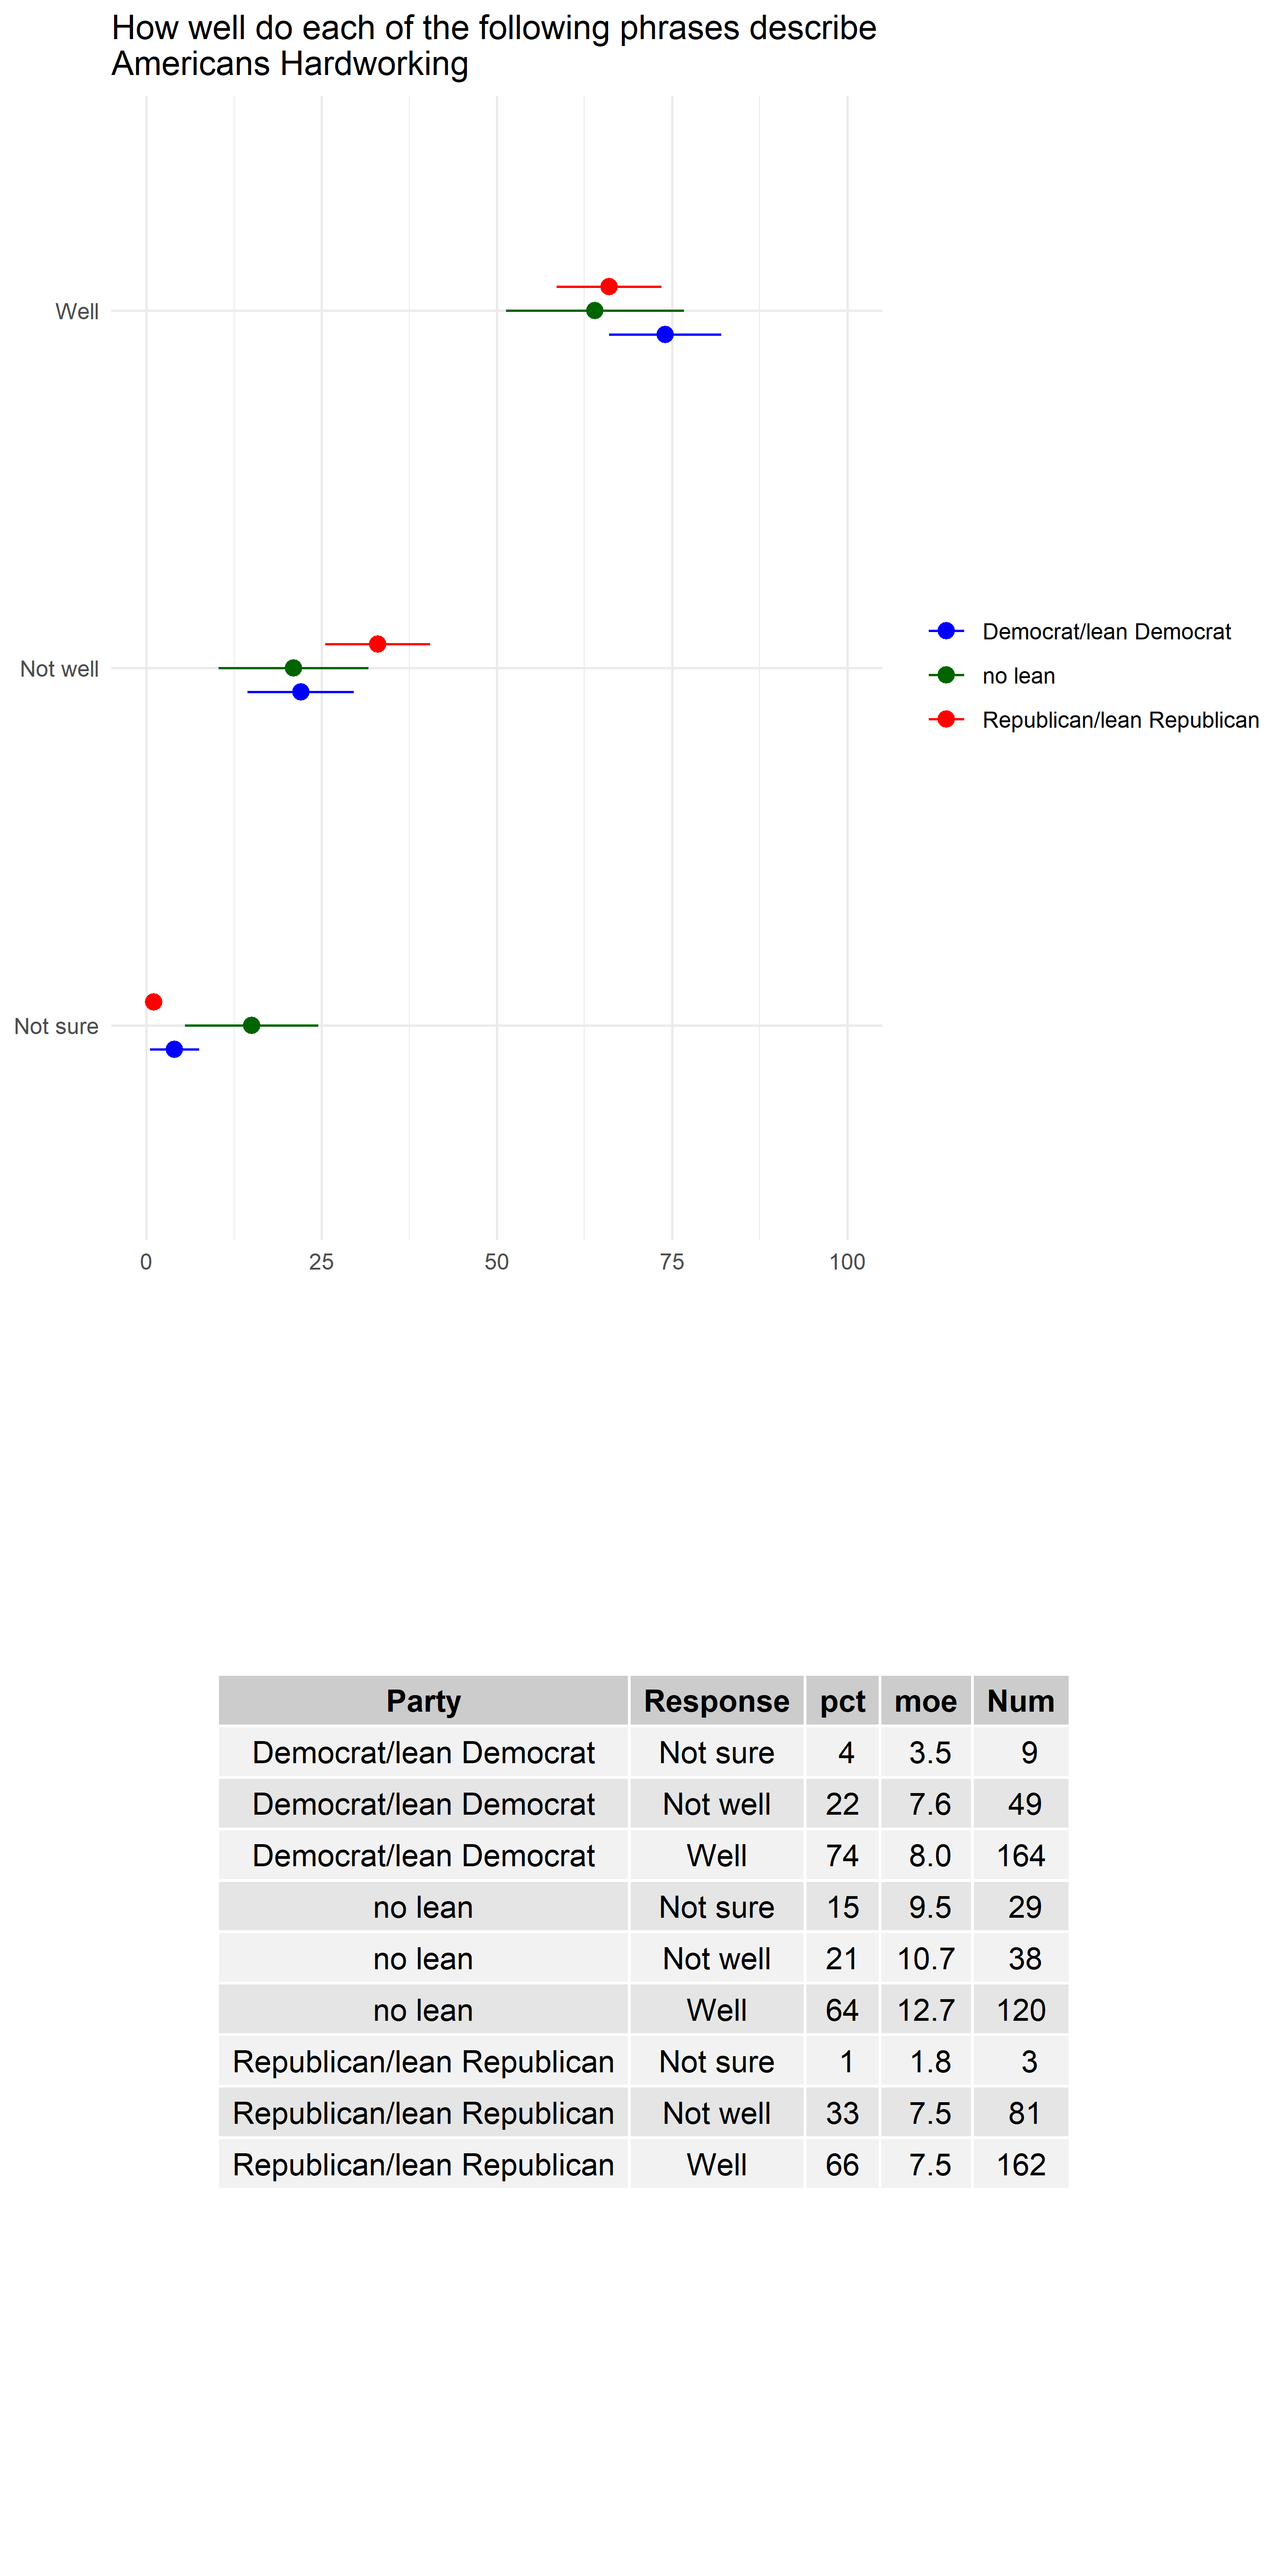 How well do each of the following phrases describe
Americans Hardworking
Well
Not well
Not sure
0 25 50 75 100
Democrat/lean Democrat
no lean
Republican/lean Republican
Party Response pct moe Num
Democrat/lean Democrat Not sure 4 3.5 9
Democrat/lean Democrat Not well 22 7.6 49
Democrat/lean Democrat Well 74 8.0 164
no lean Not sure 15 9.5 29
no lean Not well 21 10.7 38
no lean Well 64 12.7 120
Republican/lean Republican Not sure 1 1.8 3
Republican/lean Republican Not well 33 7.5 81
Republican/lean Republican Well 66 7.5 162